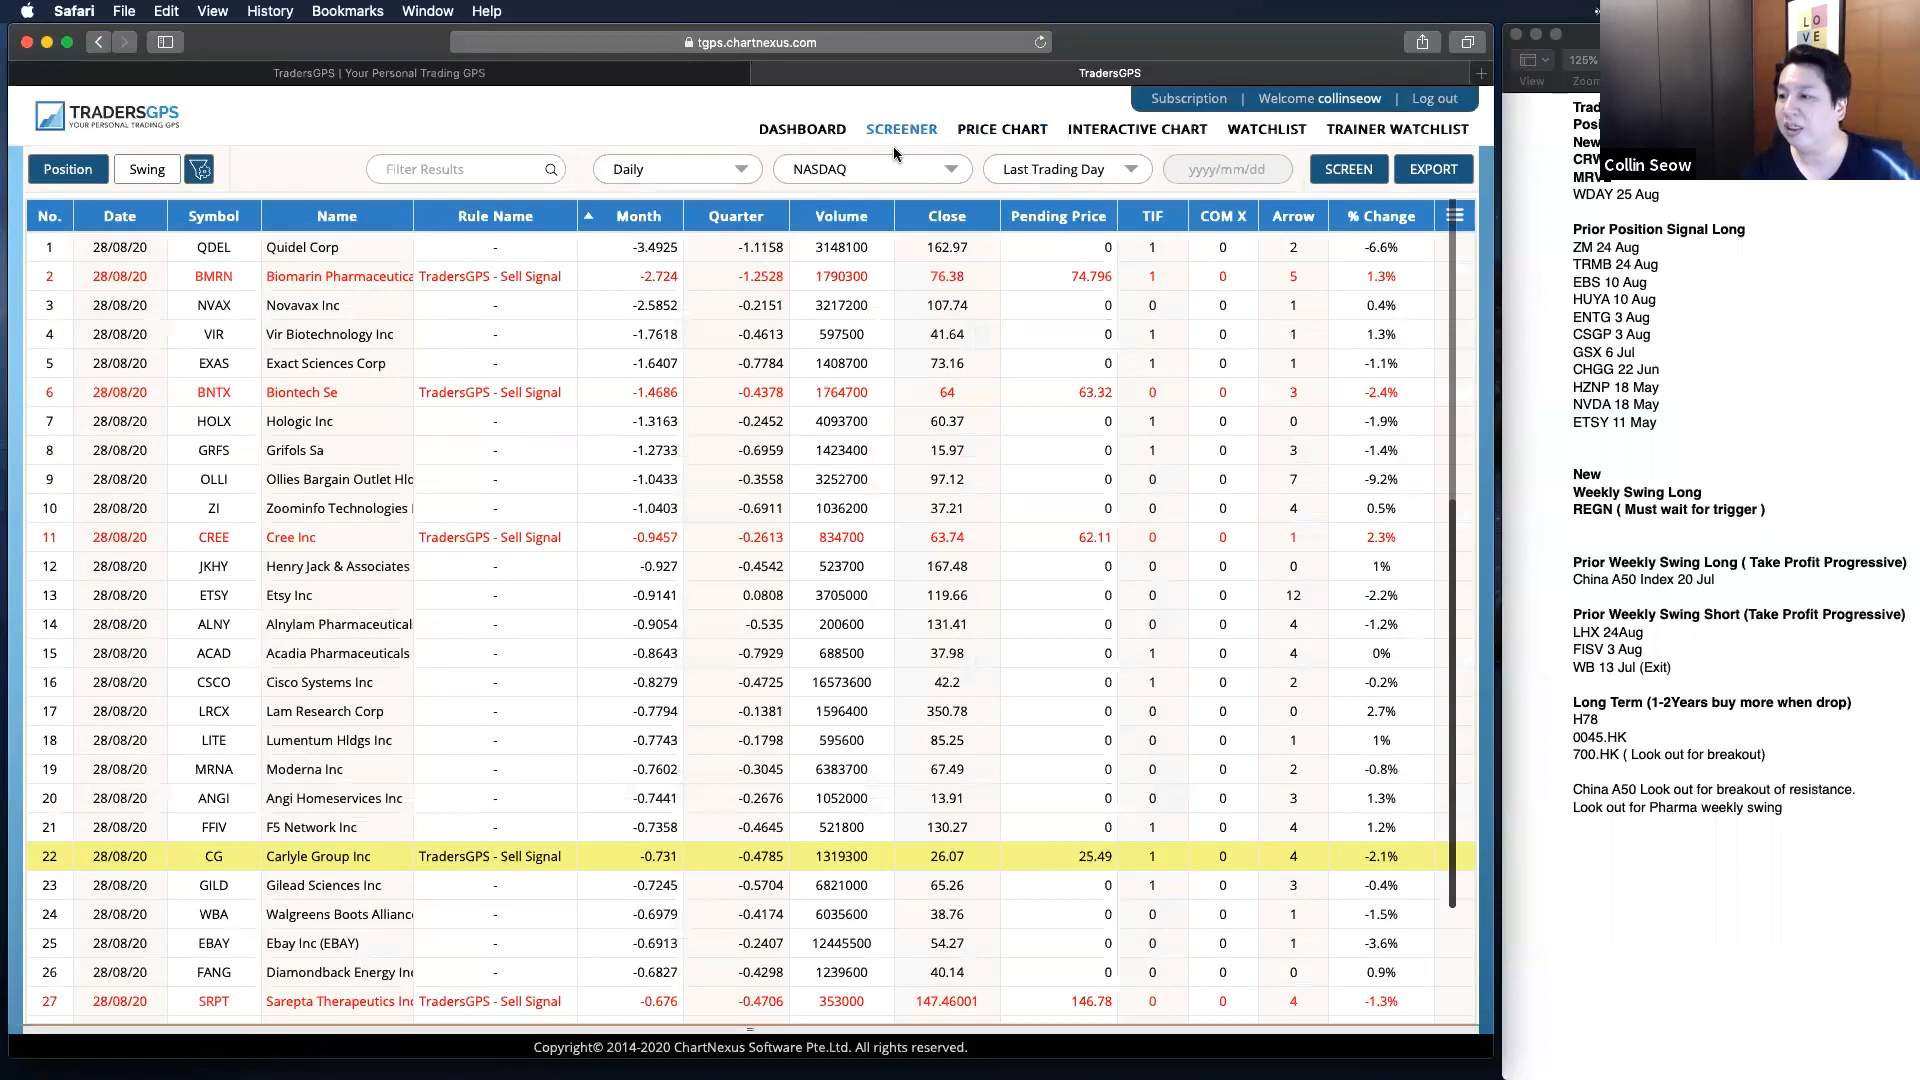 Safari File Edit View History Bookmarks Window Help
tgps.chartnexus.com
TradersGPS | Your Personal Trading GPS
TradersGPS
TRADERSGPS
YOUR PERSONAL TRADING GPS
Subscription | Welcome collinseow | Log out
DASHBOARD SCREENER PRICE CHART INTERACTIVE CHART WATCHLIST TRAINER WATCHLIST
Position Swing Filter Results Daily NASDAQ Last Trading Day yyyy/mm/dd SCREEN EXPORT
No. Date Symbol Name Rule Name Month Quarter Volume Close Pending Price TIF COM X Arrow % Change
1 28/08/20 QDEL Quidel Corp - -3.4925 -1.1158 3148100 162.97 0 1 0 2 -6.6%
2 28/08/20 BMRN Biomarin Pharmaceutica TradersGPS - Sell Signal -2.724 -1.2528 1790300 76.38 74.796 1 0 5 1.3%
3 28/08/20 NVAX Novavax Inc - -2.5852 -0.2151 3217200 107.74 0 0 0 1 0.4%
4 28/08/20 VIR Vir Biotechnology Inc - -1.7618 -0.4613 597500 41.64 0 1 0 1 1.3%
5 28/08/20 EXAS Exact Sciences Corp - -1.6407 -0.7784 1408700 73.16 0 1 0 1 -1.1%
6 28/08/20 BNTX Biontech Se TradersGPS - Sell Signal -1.4686 -0.4378 1764700 64 63.32 0 0 3 -2.4%
7 28/08/20 HOLX Hologic Inc - -1.3163 -0.2452 4093700 60.37 0 1 0 0 -1.9%
8 28/08/20 GRFS Grifols Sa - -1.2733 -0.6959 1423400 15.97 0 1 0 3 -1.4%
9 28/08/20 OLLI Ollies Bargain Outlet Hld - -1.0433 -0.3558 3252700 97.12 0 0 0 7 -9.2%
10 28/08/20 ZI Zoominfo Technologies - -1.0403 -0.6911 1036200 37.21 0 0 0 4 0.5%
11 28/08/20 CREE Cree Inc TradersGPS - Sell Signal -0.9457 -0.2613 834700 63.74 62.11 0 0 1 2.3%
12 28/08/20 JKHY Henry Jack & Associates - -0.927 -0.4542 523700 167.48 0 0 0 0 1%
13 28/08/20 ETSY Etsy Inc - -0.9141 0.0808 3705000 119.66 0 0 0 12 -2.2%
14 28/08/20 ALNY Alnylam Pharmaceutical - -0.9054 -0.535 200600 131.41 0 0 0 4 -1.2%
15 28/08/20 ACAD Acadia Pharmaceuticals - -0.8643 -0.7929 688500 37.98 0 1 0 4 0%
16 28/08/20 CSCO Cisco Systems Inc - -0.8279 -0.4725 16573600 42.2 0 1 0 2 -0.2%
17 28/08/20 LRCX Lam Research Corp - -0.7794 -0.1381 1596400 350.78 0 0 0 0 2.7%
18 28/08/20 LITE Lumentum Hldgs Inc - -0.7743 -0.1798 595600 85.25 0 0 0 1 1%
19 28/08/20 MRNA Moderna Inc - -0.7602 -0.3045 6383700 67.49 0 0 0 2 -0.8%
20 28/08/20 ANGI Angi Homeservices Inc - -0.7441 -0.2676 1052000 13.91 0 0 0 3 1.3%
21 28/08/20 FFIV F5 Network Inc - -0.7358 -0.4645 521800 130.27 0 1 0 4 1.2%
22 28/08/20 CG Carlyle Group Inc TradersGPS - Sell Signal -0.731 -0.4785 1319300 26.07 25.49 1 0 4 -2.1%
23 28/08/20 GILD Gilead Sciences Inc - -0.7245 -0.5704 6821000 65.26 0 1 0 3 -0.4%
24 28/08/20 WBA Walgreens Boots Allianc - -0.6979 -0.4174 6035600 38.76 0 0 0 1 -1.5%
25 28/08/20 EBAY Ebay Inc (EBAY) - -0.6913 -0.2407 12445500 54.27 0 0 0 1 -3.6%
26 28/08/20 FANG Diamondback Energy Inc - -0.6827 -0.4298 1239600 40.14 0 0 0 0 0.9%
27 28/08/20 SRPT Sarepta Therapeutics Inc TradersGPS - Sell Signal -0.676 -0.4706 353000 147.46001 146.78 0 0 4 -1.3%
Copyright© 2014-2020 ChartNexus Software Pte.Ltd. All rights reserved.
125%
View Zoom
LO
VE
Collin Seow
Trad
Posi
New
CRW
MRVL
WDAY 25 Aug
Prior Position Signal Long
ZM 24 Aug
TRMB 24 Aug
EBS 10 Aug
HUYA 10 Aug
ENTG 3 Aug
CSGP 3 Aug
GSX 6 Jul
CHGG 22 Jun
HZNP 18 May
NVDA 18 May
ETSY 11 May
New
Weekly Swing Long
REGN ( Must wait for trigger )
Prior Weekly Swing Long ( Take Profit Progressive)
China A50 Index 20 Jul
Prior Weekly Swing Short (Take Profit Progressive)
LHX 24Aug
FISV 3 Aug
WB 13 Jul (Exit)
Long Term (1-2Years buy more when drop)
H78
0045.HK
700.HK ( Look out for breakout)
China A50 Look out for breakout of resistance.
Look out for Pharma weekly swing